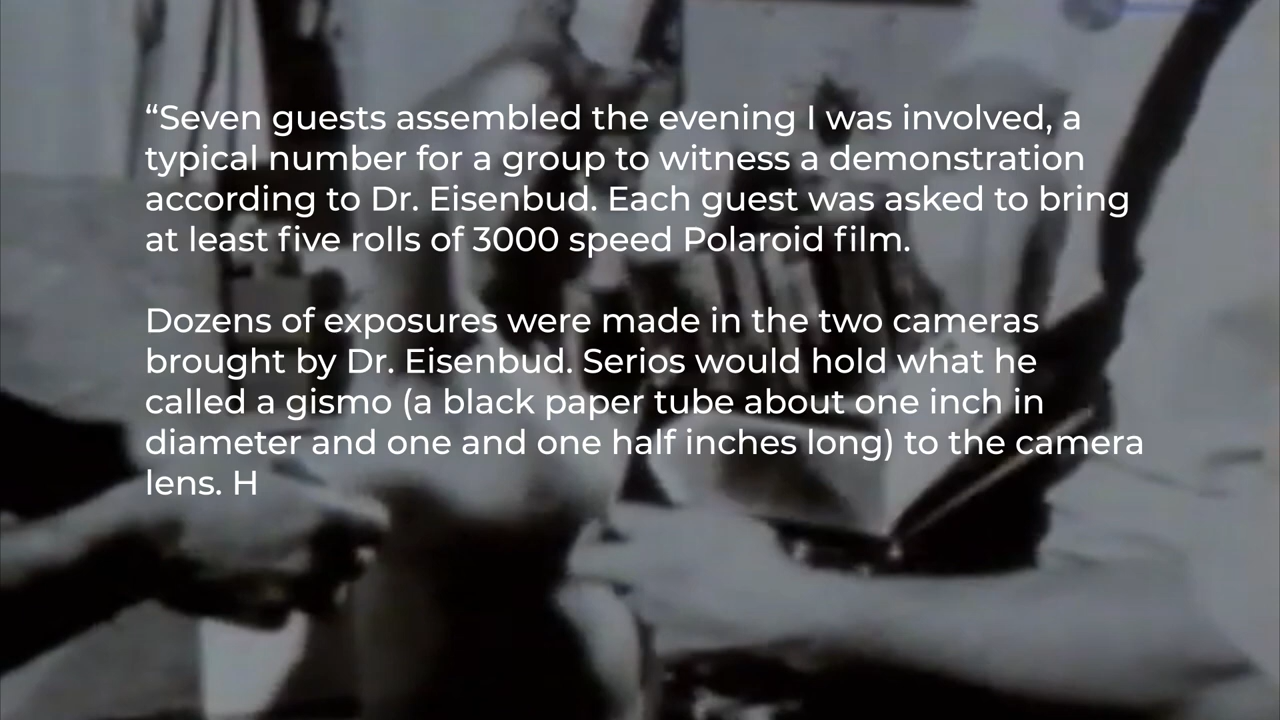 “Seven guests assembled the evening I was involved, a
typical number for a group to witness a demonstration
according to Dr. Eisenbud. Each guest was asked to bring
at least five rolls of 3000 speed Polaroid film.
Dozens of exposures were made in the two cameras
brought by Dr. Eisenbud. Serios would hold what he
called a gismo (a black paper tube about one inch in
diameter and one and one half inches long) to the camera
lens. H